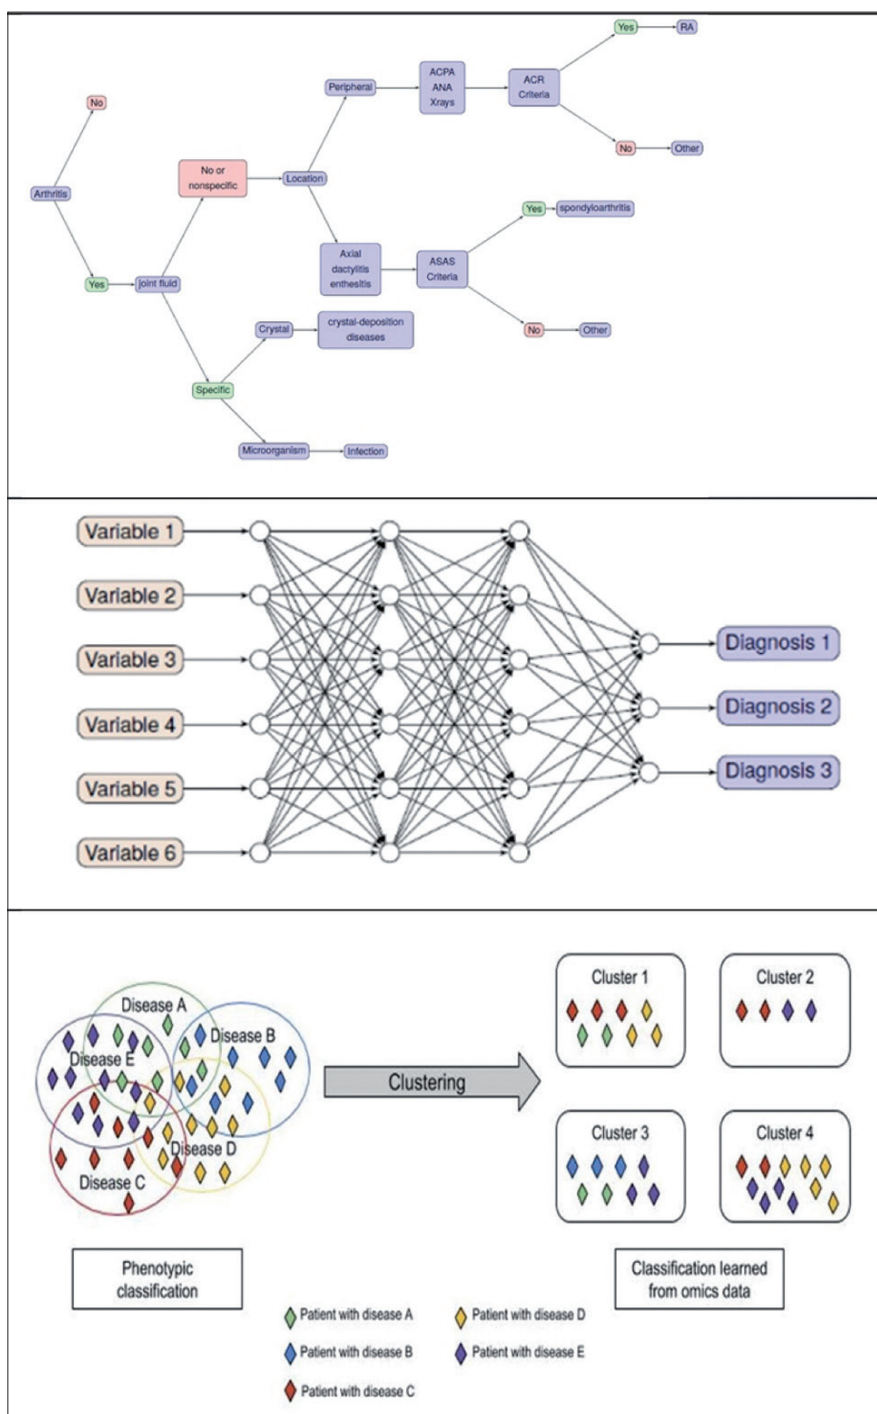 Yes
RA
ACPA
ANA
Xrays
ACR
Criteria
Peripheral
No
No
Other
No or
nonspecific
Location
Arthritis
Yes
spondyloarthritis
Axial
dactylitis
enthesitis
ASAS
Criteria
Yes
joint fluid
Crystal
crystal-deposition
diseases
No
Other
Specific
Microorganism
Infection
Variable 1
Variable 2
Variable 3
Variable 4
Variable 5
Variable 6
Diagnosis 1
Diagnosis 2
Diagnosis 3
Disease A
Disease B
Disease E
Disease D
Disease C
Clustering
Cluster 1
Cluster 2
Cluster 3
Cluster 4
Phenotypic
classification
Classification learned
from omics data
Patient with disease A
Patient with disease D
Patient with disease B
Patient with disease E
Patient with disease C